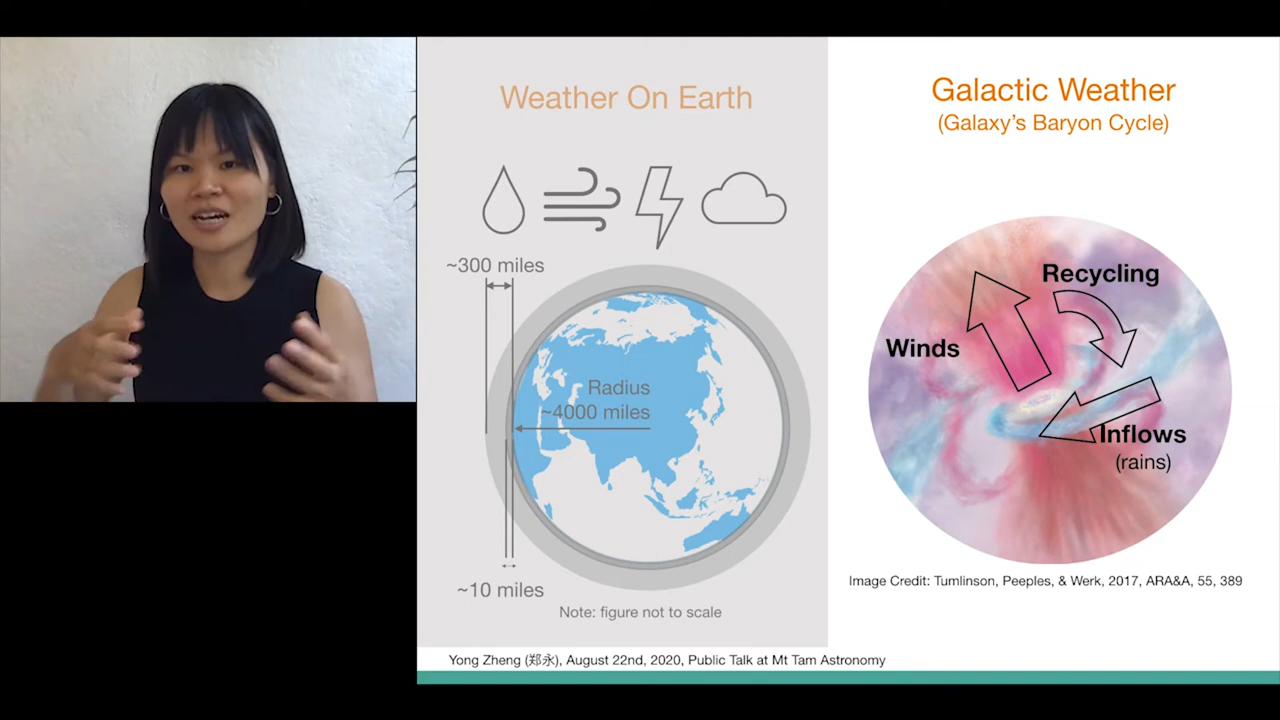 Weather On Earth
~300 miles
Radius
~4000 miles
~10 miles
Note: figure not to scale
Galactic Weather
(Galaxy's Baryon Cycle)
Recycling
Winds
Inflows
(rains)
Image Credit: Tumlinson, Peeples, & Werk, 2017, ARA&A, 55, 389
Yong Zheng (郑永), August 22nd, 2020, Public Talk at Mt Tam Astronomy